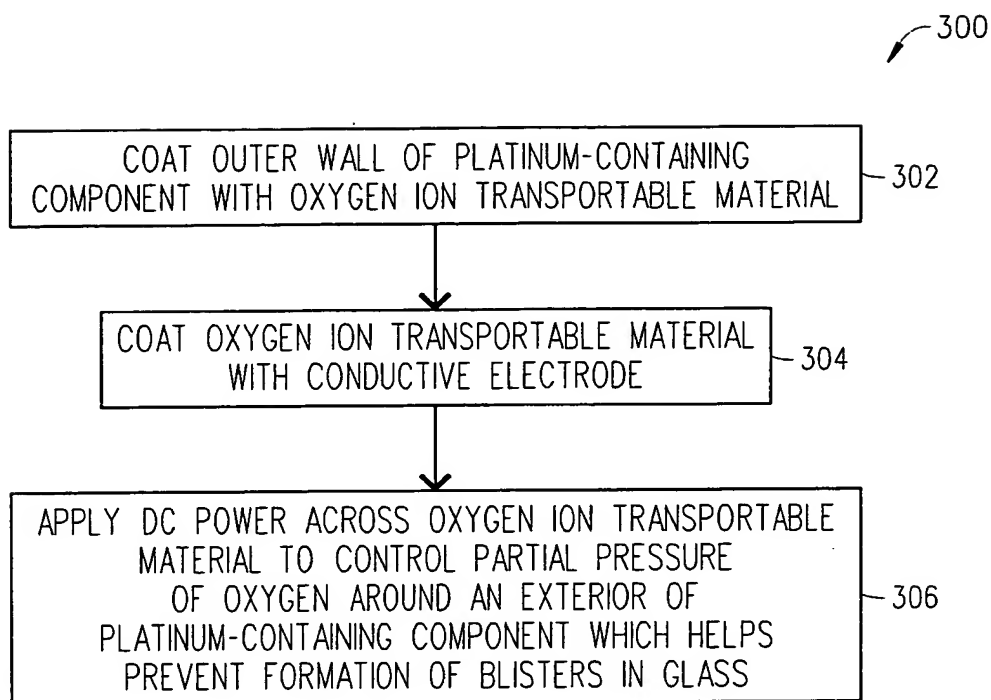 300
COAT OUTER WALL OF PLATINUM-CONTAINING
COMPONENT WITH OXYGEN ION TRANSPORTABLE MATERIAL
302
COAT OXYGEN ION TRANSPORTABLE MATERIAL
WITH CONDUCTIVE ELECTRODE
304
APPLY DC POWER ACROSS OXYGEN ION TRANSPORTABLE
MATERIAL TO CONTROL PARTIAL PRESSURE
OF OXYGEN AROUND AN EXTERIOR OF
PLATINUM-CONTAINING COMPONENT WHICH HELPS
PREVENT FORMATION OF BLISTERS IN GLASS
306